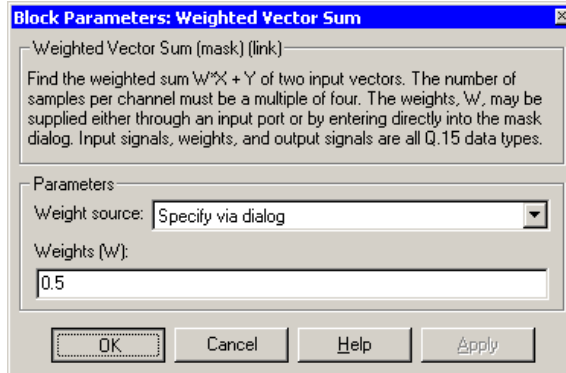 Block Parameters: Weighted Vector Sum
Weighted Vector Sum (mask) (link)
Find the weighted sum W*X + Y of two input vectors. The number of
samples per channel must be a multiple of four. The weights, W, may be
supplied either through an input port or by entering directly into the mask
dialog. Input signals, weights, and output signals are all Q.15 data types.
Parameters
Weight source: Specify via dialog
Weights (W):
0.5
OK Cancel Help Apply